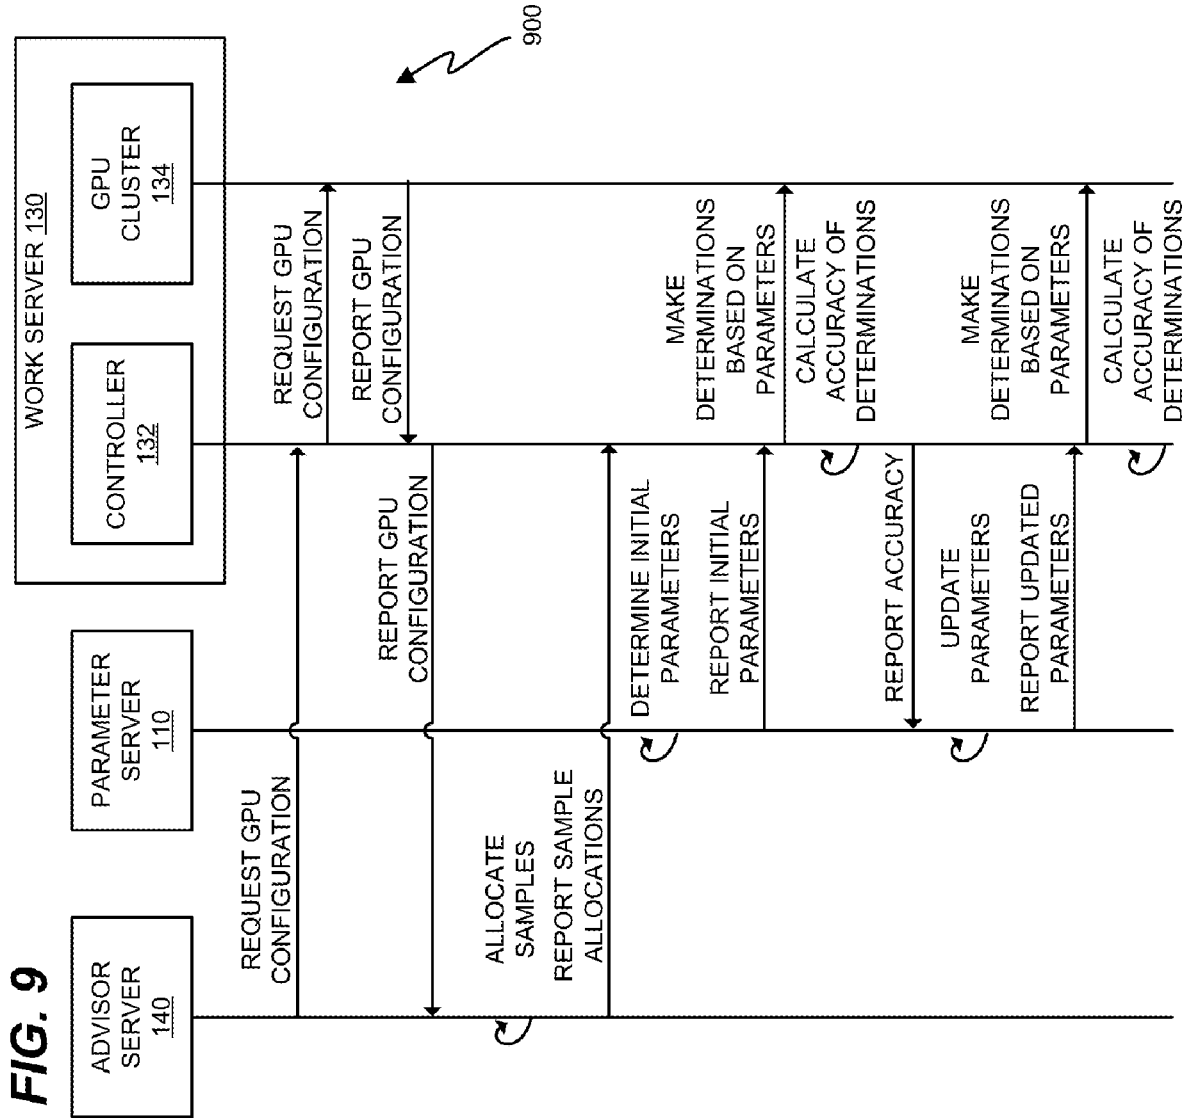 FIG. 9
ADVISOR
SERVER
140
PARAMETER
SERVER
110
WORK SERVER 130
CONTROLLER
132
GPU
CLUSTER
134
900
REQUEST GPU
CONFIGURATION
REQUEST GPU
CONFIGURATION
REPORT GPU
CONFIGURATION
REPORT GPU
CONFIGURATION
ALLOCATE
SAMPLES
REPORT SAMPLE
ALLOCATIONS
DETERMINE INITIAL
PARAMETERS
REPORT INITIAL
PARAMETERS
MAKE
DETERMINATIONS
BASED ON
PARAMETERS
CALCULATE
ACCURACY OF
DETERMINATIONS
REPORT ACCURACY
UPDATE
PARAMETERS
REPORT UPDATED
PARAMETERS
MAKE
DETERMINATIONS
BASED ON
PARAMETERS
CALCULATE
ACCURACY OF
DETERMINATIONS